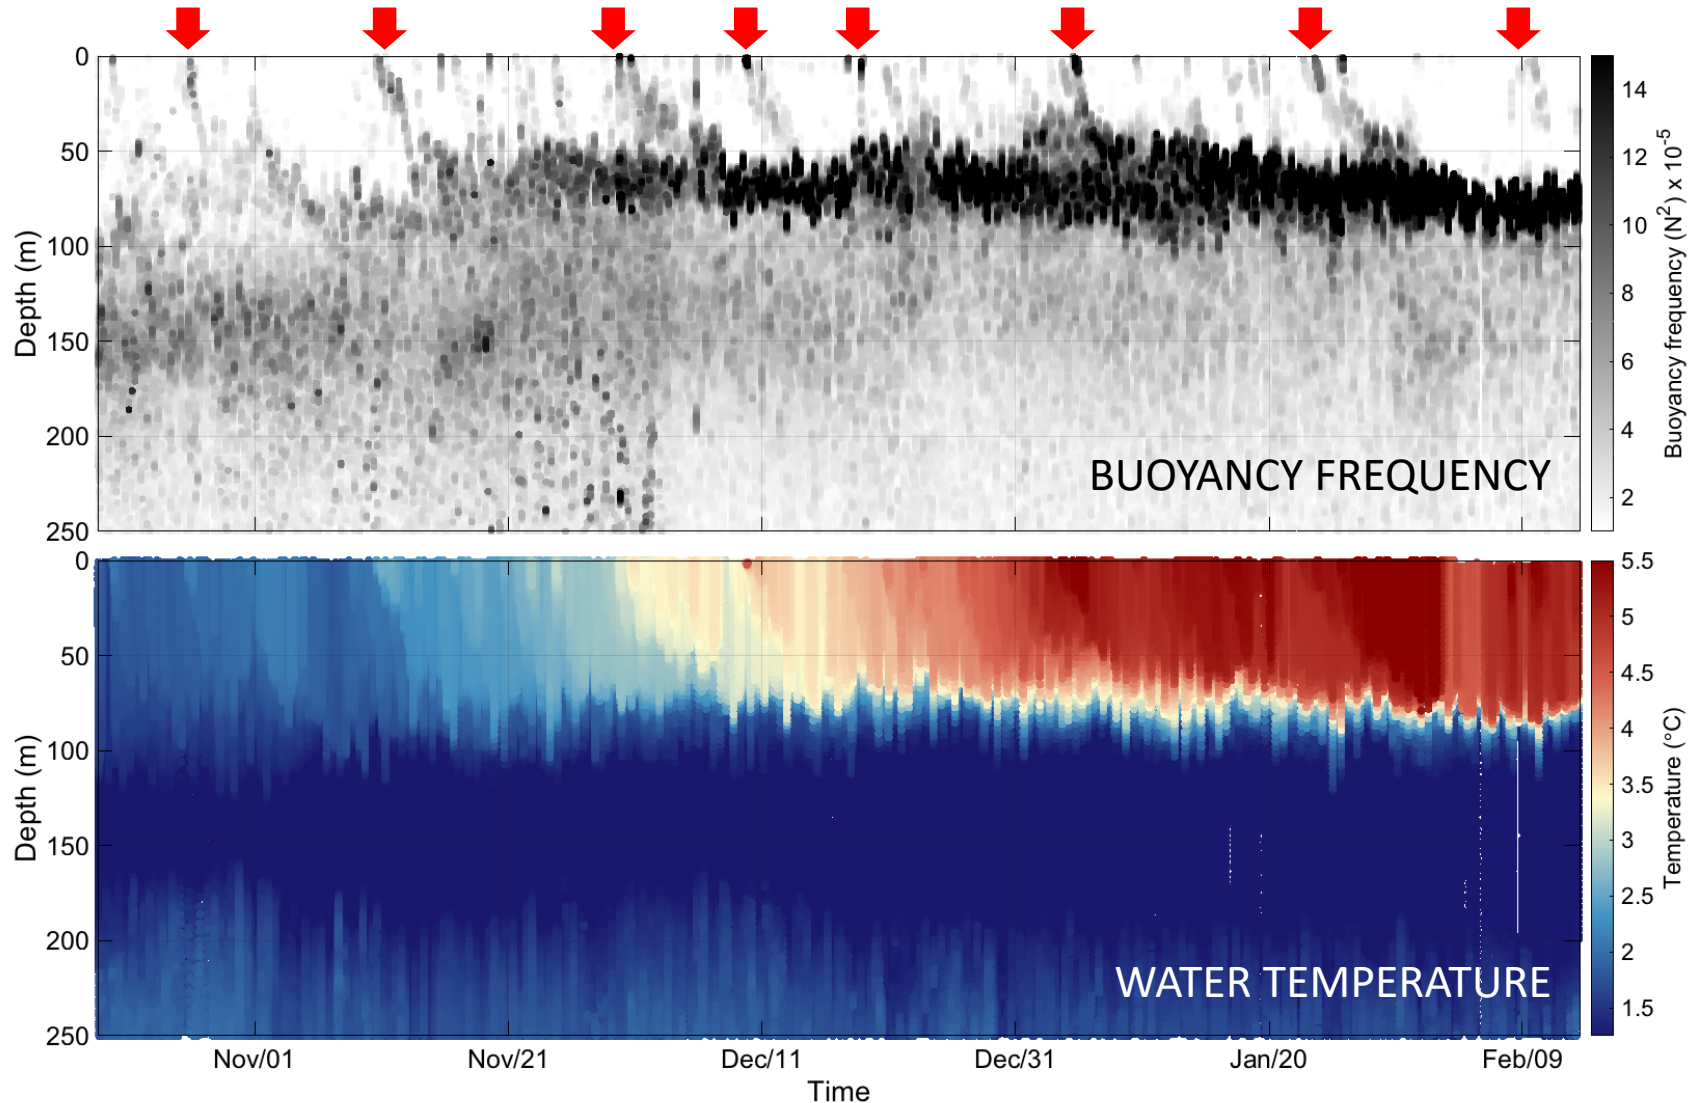 0
50
100
150
200
250
Depth (m)
BUOYANCY FREQUENCY
14
12
10
8
6
4
2
Buoyancy frequency (N²) x 10⁻⁵
0
50
100
150
200
250
Depth (m)
WATER TEMPERATURE
5.5
5
4.5
4
3.5
3
2.5
2
1.5
Temperature (°C)
Nov/01
Nov/21
Dec/11
Dec/31
Jan/20
Feb/09
Time